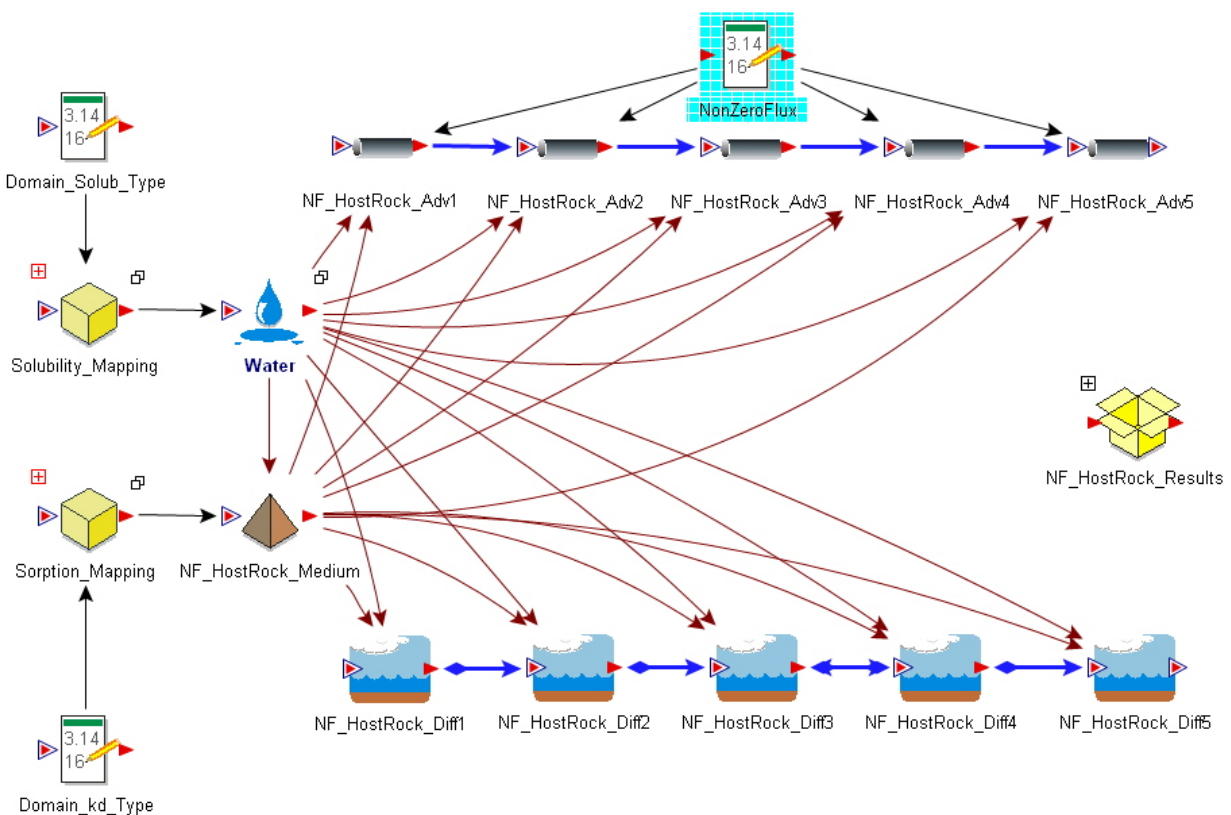 3.14
16
NonZeroFlux
3.14
16
Domain_Solub_Type
NF_HostRock_Adv1
NF_HostRock_Adv2
NF_HostRock_Adv3
NF_HostRock_Adv4
NF_HostRock_Adv5
Solubility_Mapping
Water
NF_HostRock_Results
Sorption_Mapping
NF_HostRock_Medium
NF_HostRock_Diff1
NF_HostRock_Diff2
NF_HostRock_Diff3
NF_HostRock_Diff4
NF_HostRock_Diff5
3.14
16
Domain_kd_Type